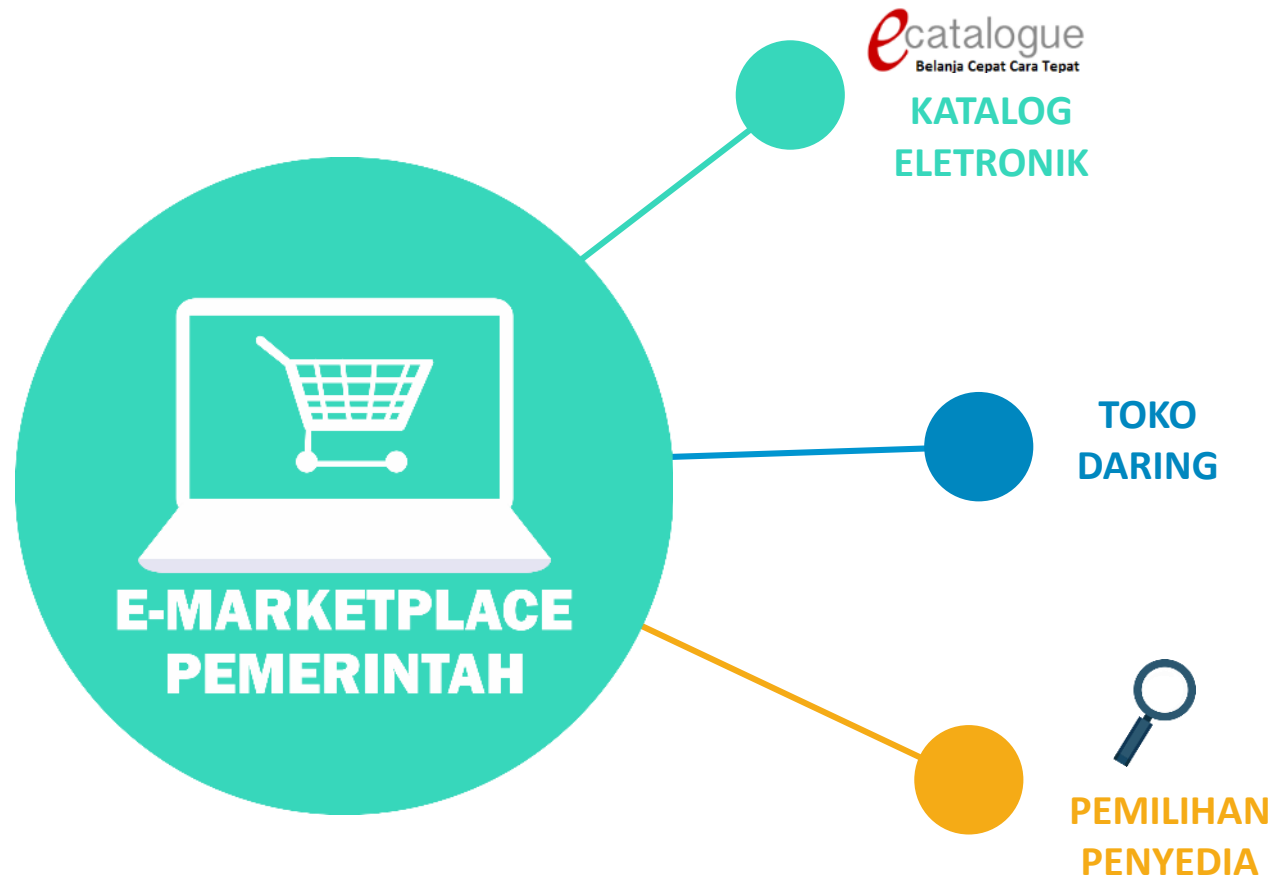 ecatalogue
Belanja Cepat Cara Tepat
KATALOG
ELETRONIK
TOKO
DARING
E-MARKETPLACE
PEMERINTAH
PEMILIHAN
PENYEDIA